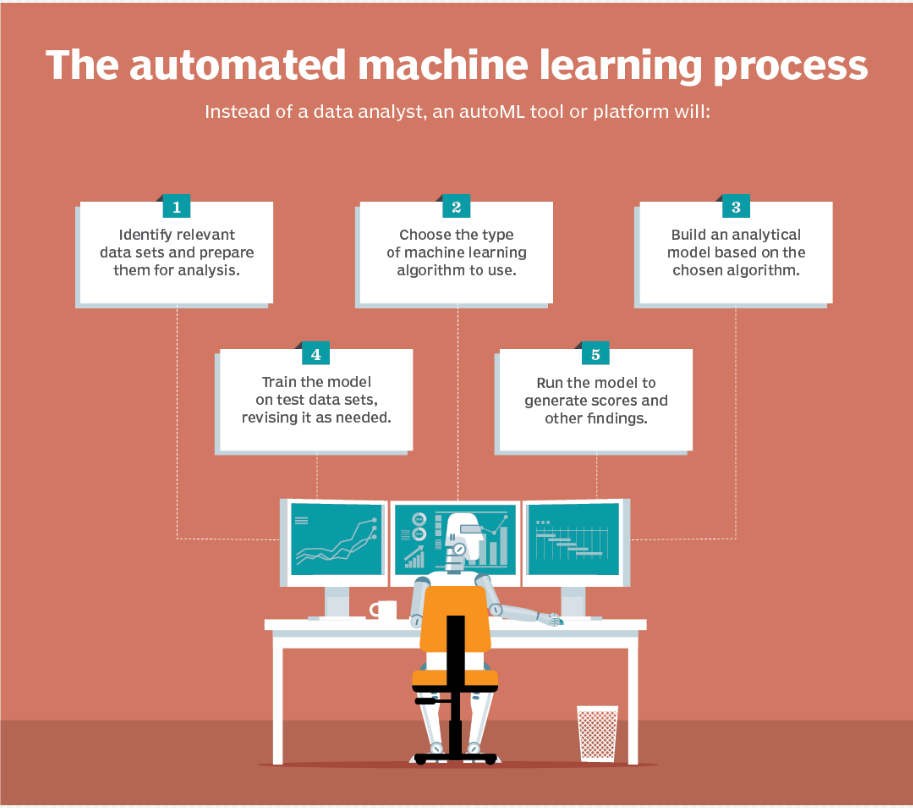 The automated machine learning process
Instead of a data analyst, an autoML tool or platform will:
1
Identify relevant
data sets and prepare
them for analysis.
2
Choose the type
of machine learning
algorithm to use.
3
Build an analytical
model based on the
chosen algorithm.
4
Train the model
on test data sets,
revising it as needed.
5
Run the model to
generate scores and
other findings.